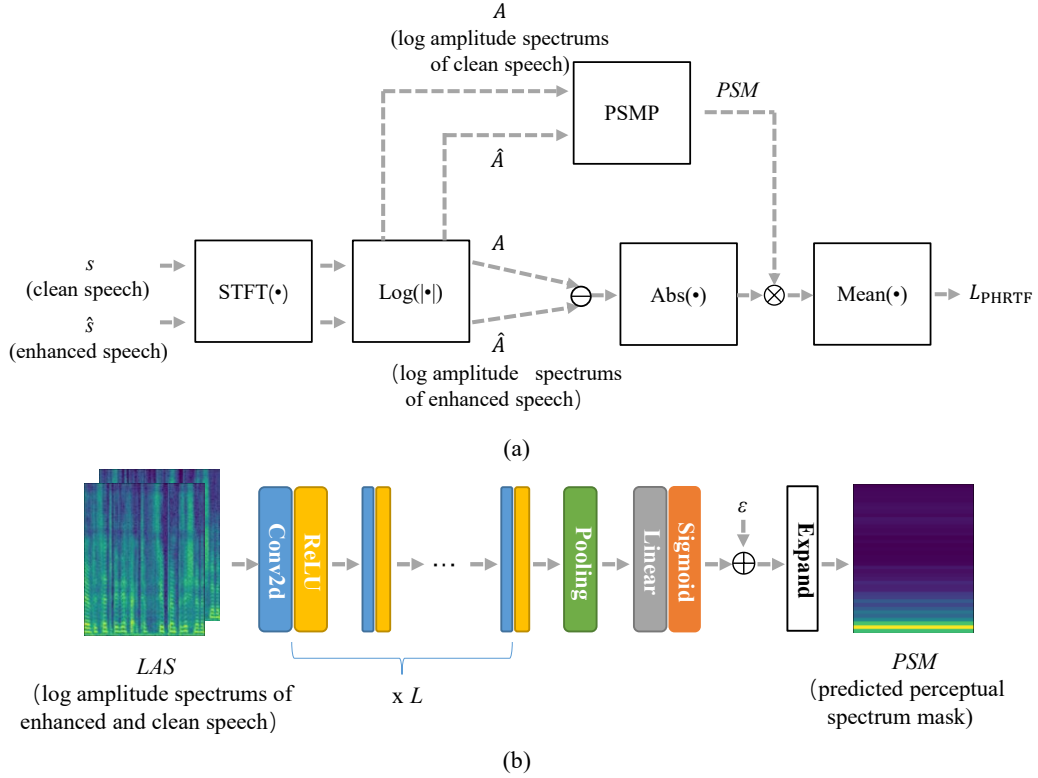 A
(log amplitude spectrums
of clean speech)
PSMP
PSM
Â
A
s
(clean speech)
ŝ
(enhanced speech)
STFT(•)
Log(|•|)
Abs(•)
Mean(•)
L_PHRTF
Â
(log amplitude spectrums
of enhanced speech)
(a)
Conv2d
ReLU
...
Pooling
Linear
Sigmoid
ε
Expand
LAS
(log amplitude spectrums of
enhanced and clean speech)
x L
PSM
(predicted perceptual
spectrum mask)
(b)